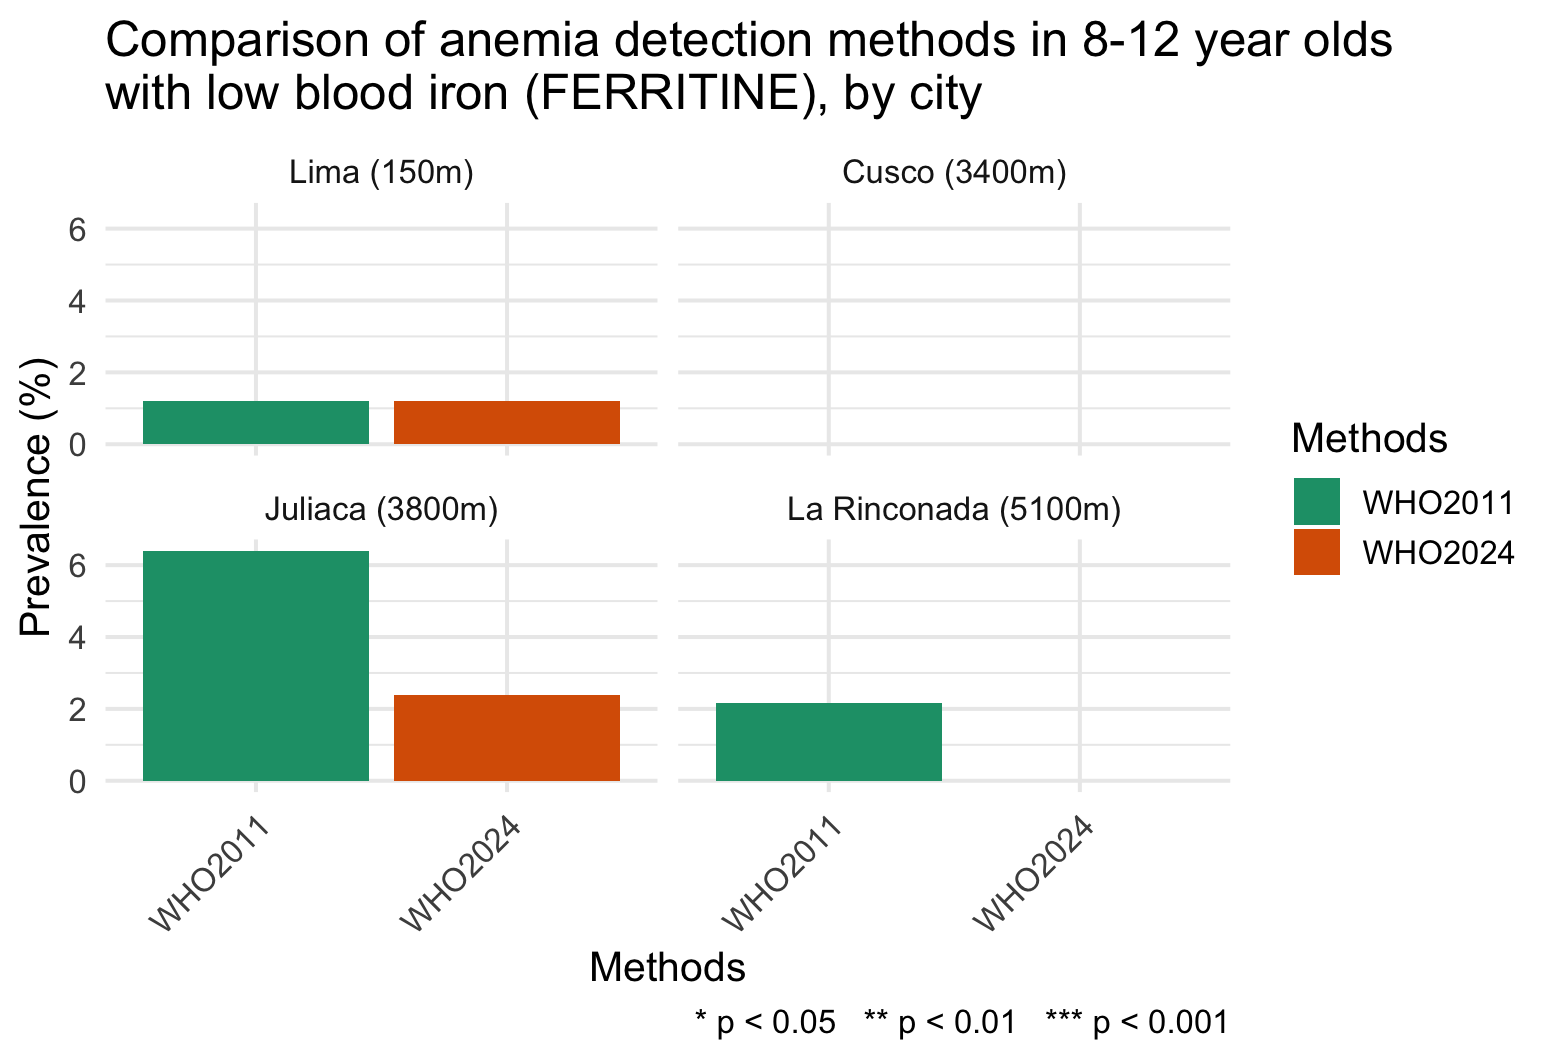 Comparison of anemia detection methods in 8-12 year olds
with low blood iron (FERRITINE), by city
Lima (150m)
Cusco (3400m)
6
4
2
0
Juliaca (3800m)
La Rinconada (5100m)
6
4
2
0
Prevalence (%)
WHO2011
WHO2024
WHO2011
WHO2024
Methods
* p < 0.05 ** p < 0.01 *** p < 0.001
Methods
WHO2011
WHO2024